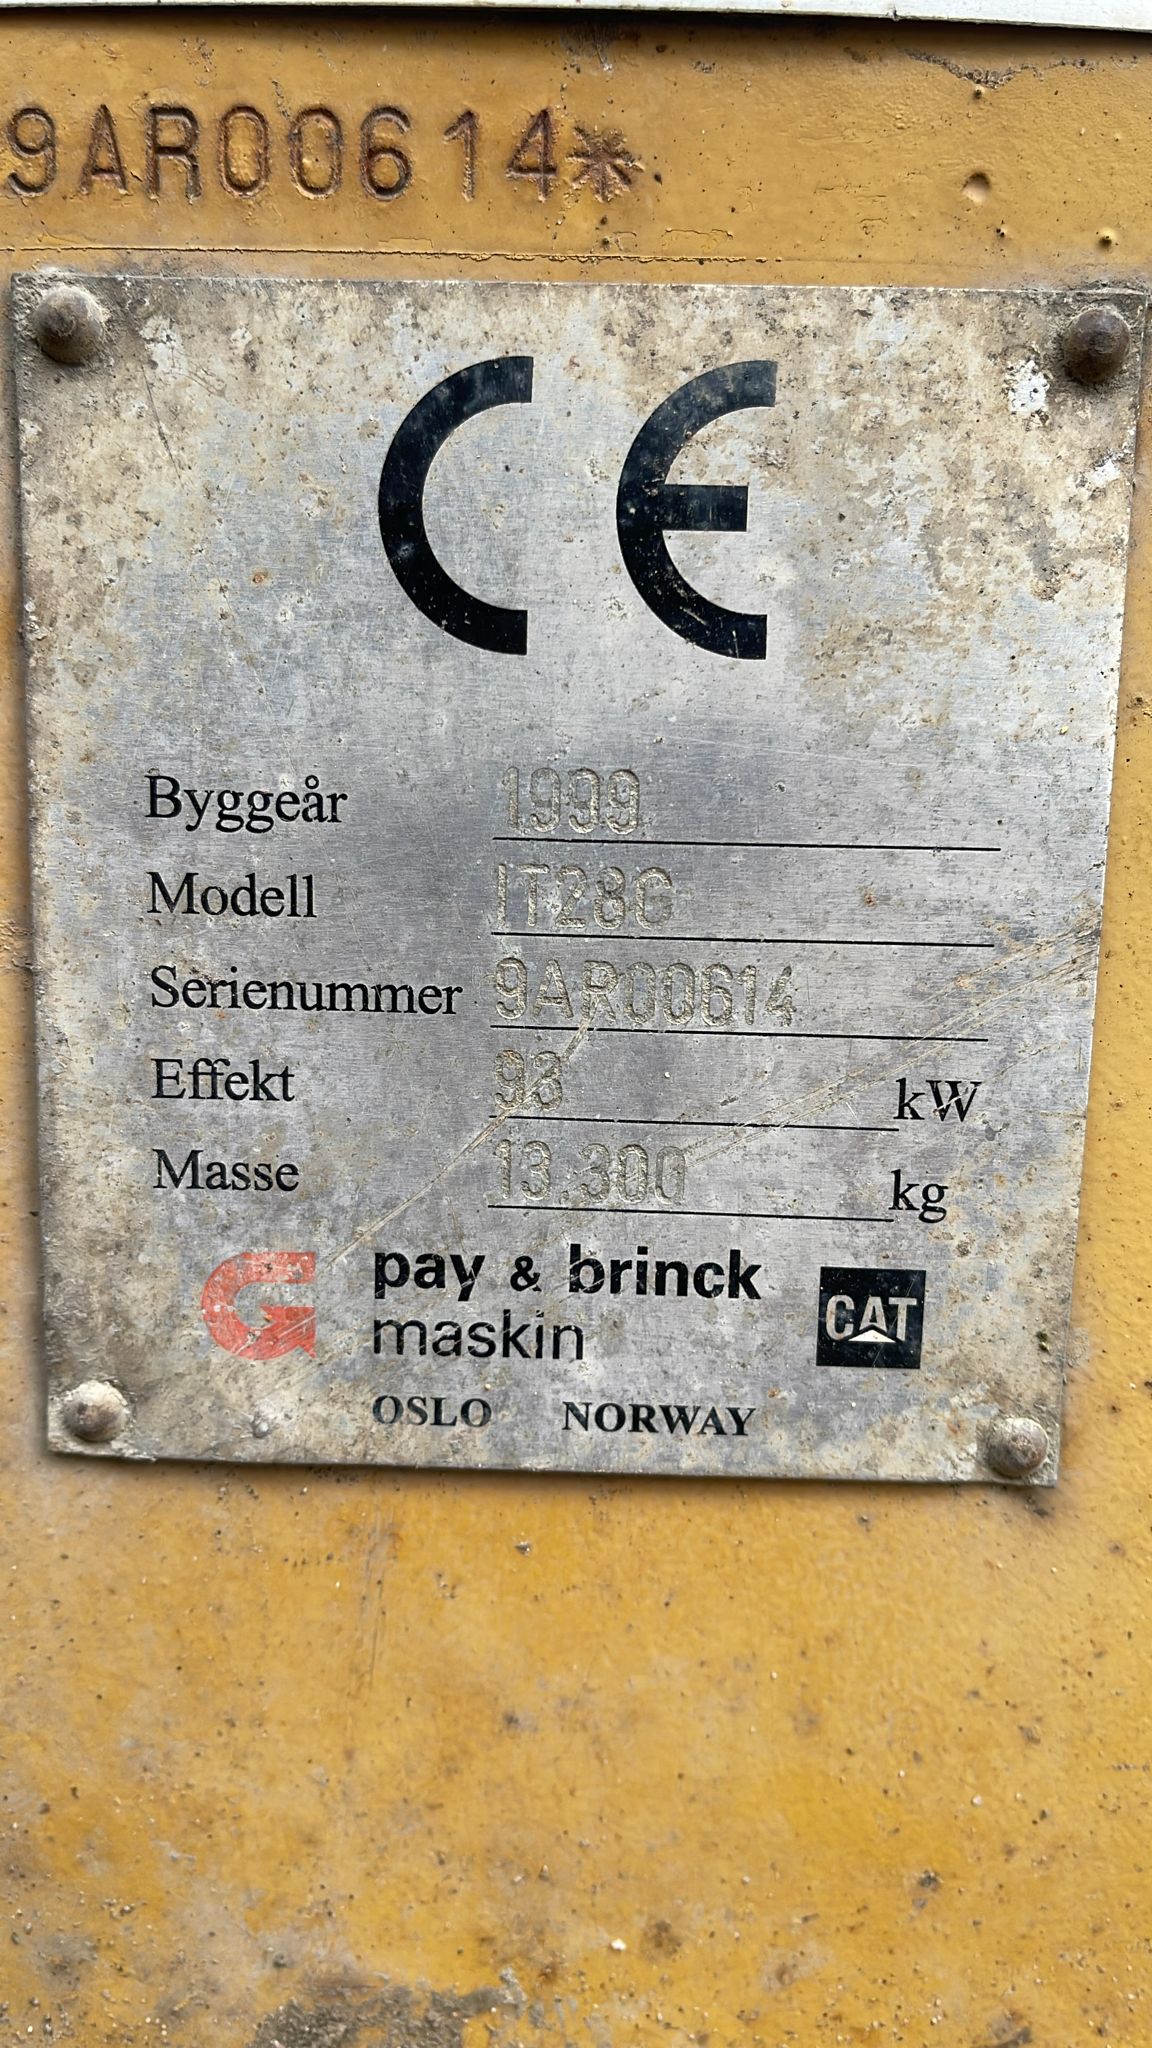 9AR00614*
CE
Byggeår 1999
Modell IT28G
Serienummer 9AR00614
Effekt 93 kW
Masse 13.300 kg
pay & brinck
maskin
CAT
OSLO NORWAY